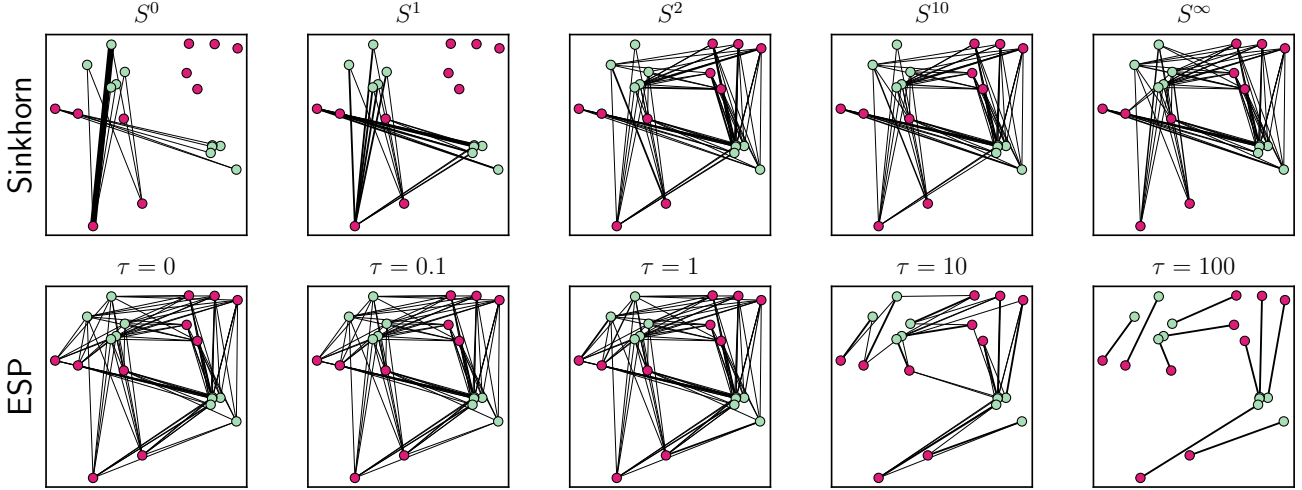 S^0 S^1 S^2 S^{10} S^∞
Sinkhorn
τ = 0 τ = 0.1 τ = 1 τ = 10 τ = 100
ESP